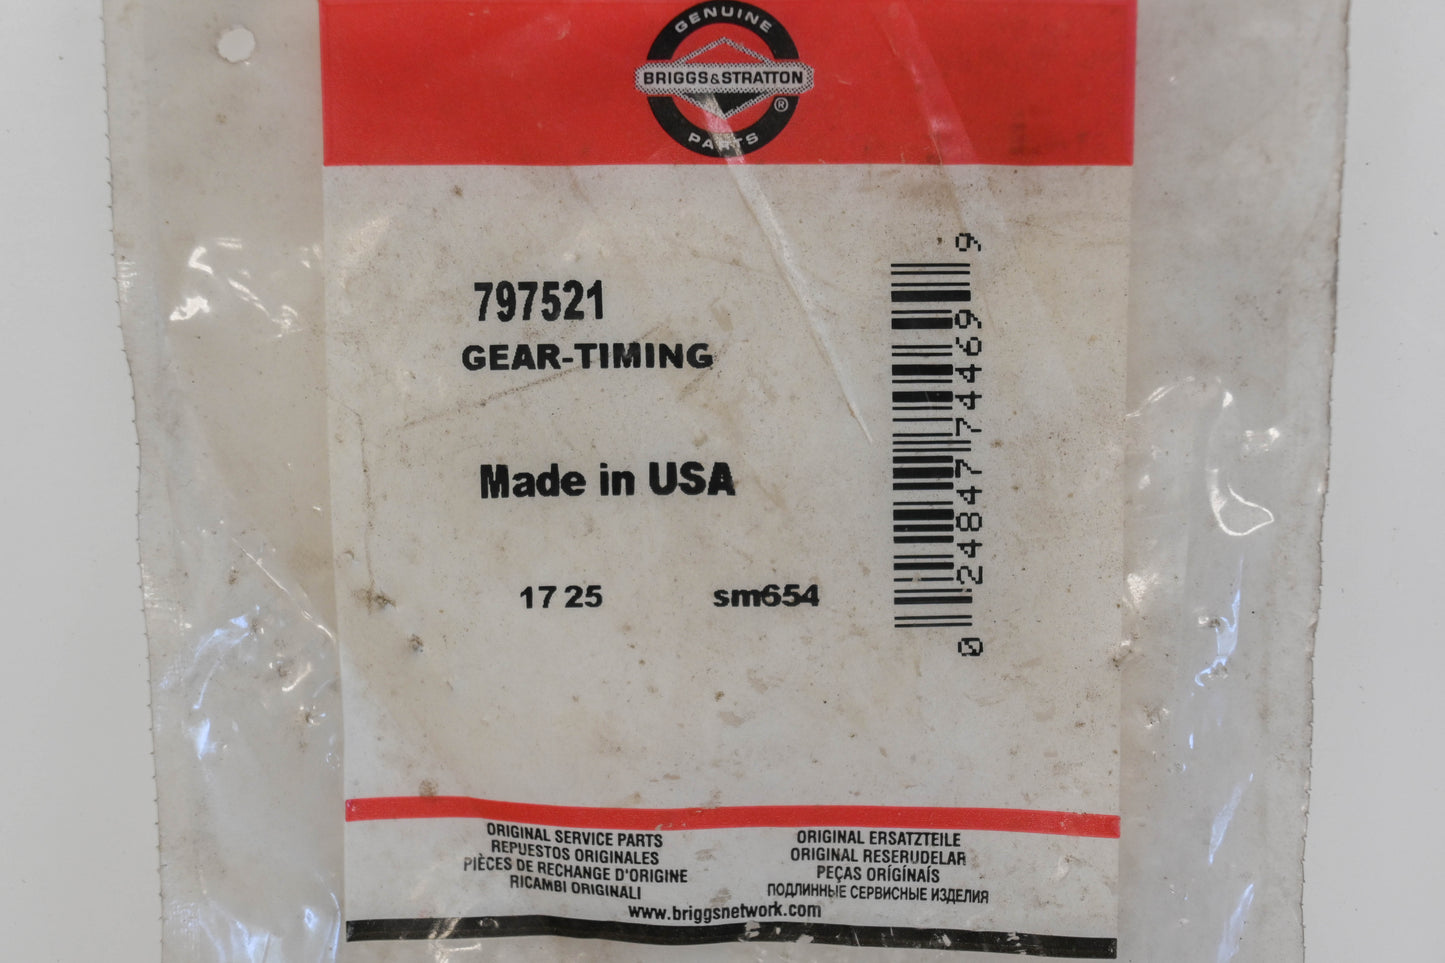 GENUINE
BRIGGS&STRATTON
®
PARTS
797521
GEAR-TIMING
Made in USA
17 25 sm654
0 24847 74469 9
ORIGINAL SERVICE PARTS
REPUESTOS ORIGINALES
PIÈCES DE RECHANGE D'ORIGINE
RICAMBI ORIGINALI
ORIGINAL ERSATZTEILE
ORIGINAL RESERUDELAR
PEÇAS ORÍGÍNAIS
ПОДЛИННЫЕ СЕРВИСНЫЕ ИЗДЕЛИЯ
www.briggsnetwork.com